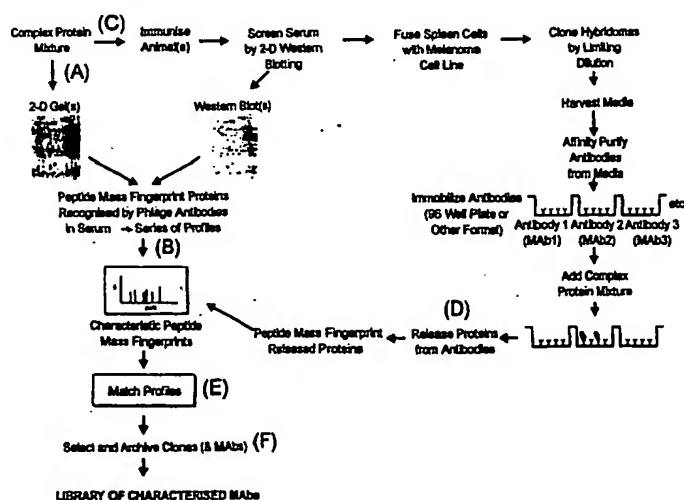 (C)
Complex Protein
Mixture
Immunise
Animal(s)
Screen Serum
by 2-D Western
Blotting
Fuse Spleen Cells
with Melanoma
Cell Line
Clone Hybridomas
by Limiting
Dilution
(A)
2-D Gel(s)
Western Blot(s)
Harvest Media
Affinity Purify
Antibodies
from Media
Peptide Mass Fingerprint Proteins
Recognised by Phage Antibodies
in Serum → Series of Profiles
Immobilize Antibodies
(96 Well Plate or
Other Format)
etc
Antibody 1
(MAb1)
Antibody 2
(MAb2)
Antibody 3
(MAb3)
(B)
Add Complex
Protein Mixture
Characteristic Peptide
Mass Fingerprints
(D)
Release Proteins
from Antibodies
Peptide Mass Fingerprint
Released Proteins
Match Profiles
(E)
Select and Archive Clones (& MAbs)
(F)
LIBRARY OF CHARACTERISED MAbs